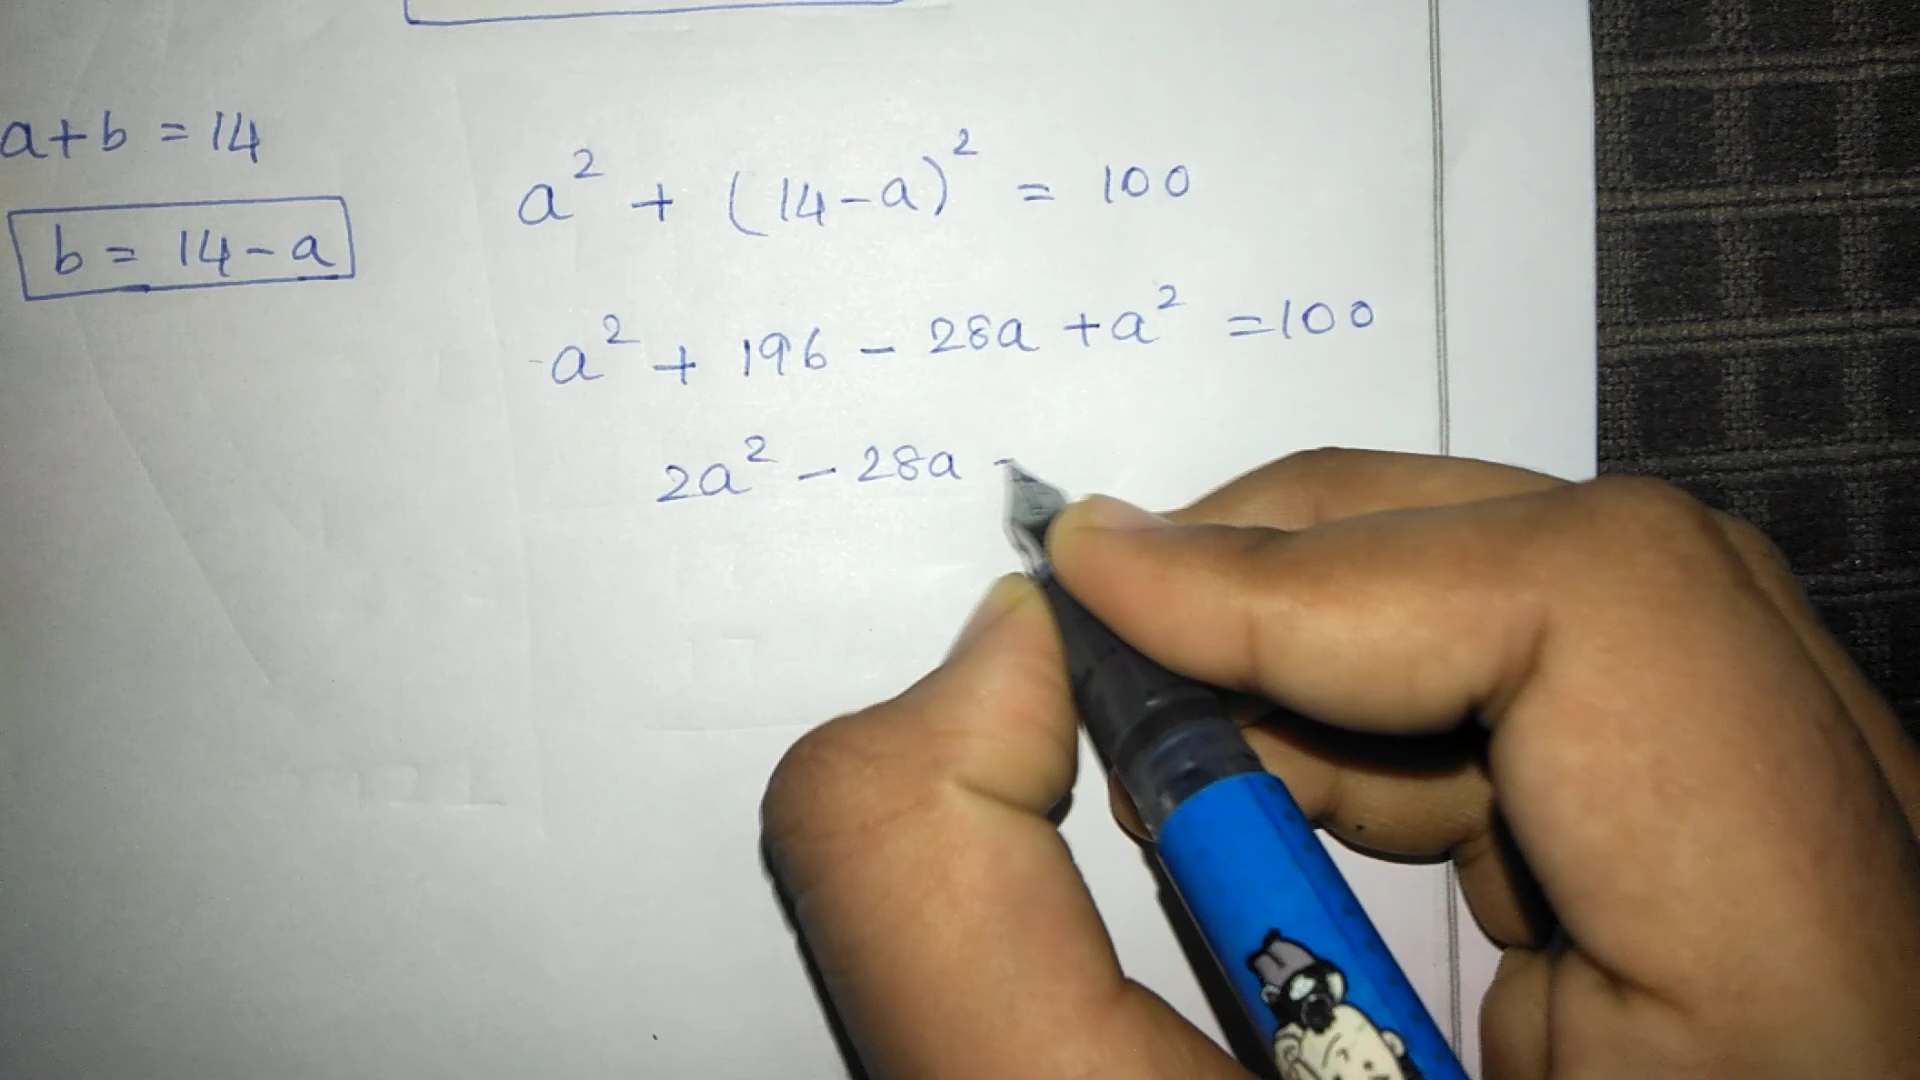 a+b = 14
b = 14-a
a² + (14-a)² = 100
a² + 196 - 28a + a² = 100
2a² - 28a -